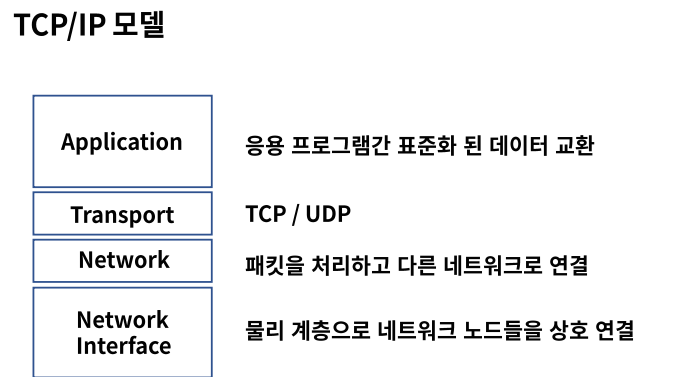 TCP/IP 모델
Application
응용 프로그램간 표준화 된 데이터 교환
Transport
TCP / UDP
Network
패킷을 처리하고 다른 네트워크로 연결
Network
Interface
물리 계층으로 네트워크 노드들을 상호 연결